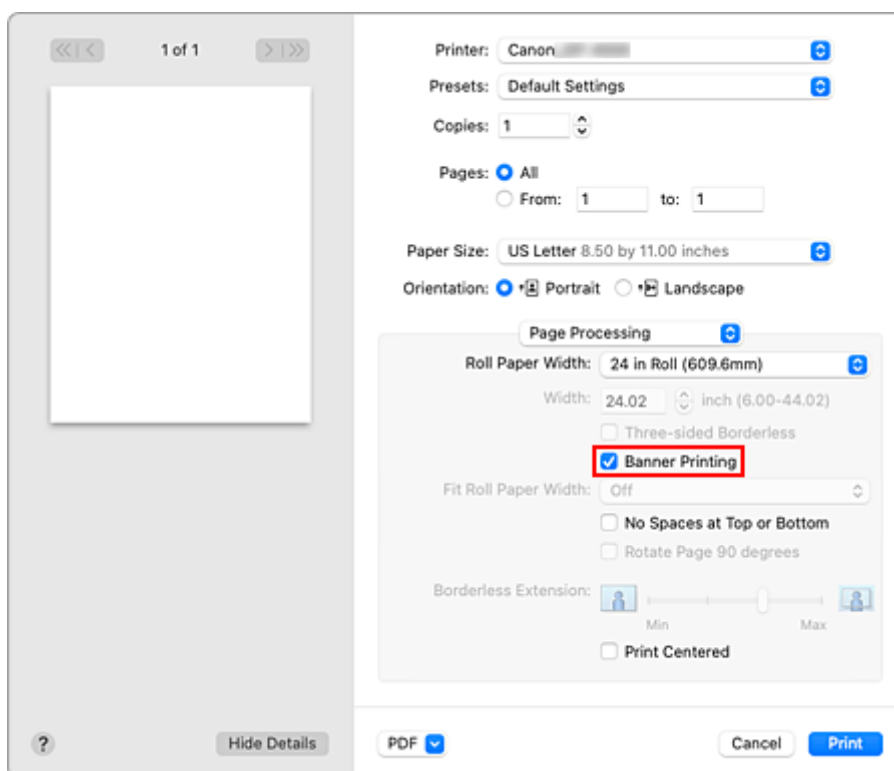 1 of 1
Printer: Canon
Presets: Default Settings
Copies: 1
Pages: All
From: 1 to: 1
Paper Size: US Letter 8.50 by 11.00 inches
Orientation: Portrait Landscape
Page Processing
Roll Paper Width: 24 in Roll (609.6mm)
Width: 24.02 inch (6.00-44.02)
Three-sided Borderless
Banner Printing
Fit Roll Paper Width: Off
No Spaces at Top or Bottom
Rotate Page 90 degrees
Borderless Extension:
Min Max
Print Centered
? Hide Details PDF Cancel Print